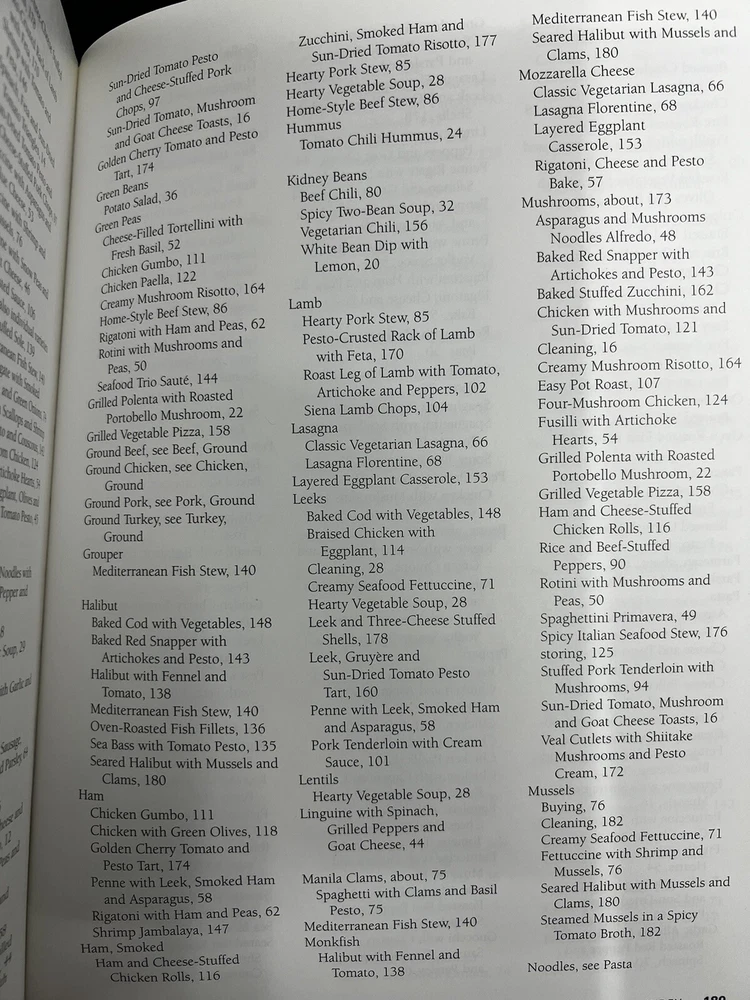 Sun-Dried Tomato Pesto
and Cheese-Stuffed Pork
Chops, 97
Sun-Dried Tomato, Mushroom
and Goat Cheese Toasts, 16
Golden Cherry Tomato and Pesto
Tart, 174
Green Beans
Potato Salad, 36
Green Peas
Cheese-Filled Tortellini with
Fresh Basil, 52
Chicken Gumbo, 111
Chicken Paella, 122
Creamy Mushroom Risotto, 164
Home-Style Beef Stew, 86
Rigatoni with Ham and Peas, 62
Rotini with Mushrooms and
Peas, 50
Seafood Trio Sauté, 144
Grilled Polenta with Roasted
Portobello Mushroom, 22
Grilled Vegetable Pizza, 158
Ground Beef, see Beef, Ground
Ground Chicken, see Chicken,
Ground
Ground Pork, see Pork, Ground
Ground Turkey, see Turkey,
Ground
Grouper
Mediterranean Fish Stew, 140
Halibut
Baked Cod with Vegetables, 148
Baked Red Snapper with
Artichokes and Pesto, 143
Halibut with Fennel and
Tomato, 138
Mediterranean Fish Stew, 140
Oven-Roasted Fish Fillets, 136
Sea Bass with Tomato Pesto, 135
Seared Halibut with Mussels and
Clams, 180
Ham
Chicken Gumbo, 111
Chicken with Green Olives, 118
Golden Cherry Tomato and
Pesto Tart, 174
Penne with Leek, Smoked Ham
and Asparagus, 58
Rigatoni with Ham and Peas, 62
Shrimp Jambalaya, 147
Ham, Smoked
Ham and Cheese-Stuffed
Chicken Rolls, 116
Zucchini, Smoked Ham and
Sun-Dried Tomato Risotto, 177
Hearty Pork Stew, 85
Hearty Vegetable Soup, 28
Home-Style Beef Stew, 86
Hummus
Tomato Chili Hummus, 24
Kidney Beans
Beef Chili, 80
Spicy Two-Bean Soup, 32
Vegetarian Chili, 156
White Bean Dip with
Lemon, 20
Lamb
Hearty Pork Stew, 85
Pesto-Crusted Rack of Lamb
with Feta, 170
Roast Leg of Lamb with Tomato,
Artichoke and Peppers, 102
Siena Lamb Chops, 104
Lasagna
Classic Vegetarian Lasagna, 66
Lasagna Florentine, 68
Layered Eggplant Casserole, 153
Leeks
Baked Cod with Vegetables, 148
Braised Chicken with
Eggplant, 114
Cleaning, 28
Creamy Seafood Fettuccine, 71
Hearty Vegetable Soup, 28
Leek and Three-Cheese Stuffed
Shells, 178
Leek, Gruyère and
Sun-Dried Tomato Pesto
Tart, 160
Penne with Leek, Smoked Ham
and Asparagus, 58
Pork Tenderloin with Cream
Sauce, 101
Lentils
Hearty Vegetable Soup, 28
Linguine with Spinach,
Grilled Peppers and
Goat Cheese, 44
Manila Clams, about, 75
Spaghetti with Clams and Basil
Pesto, 75
Mediterranean Fish Stew, 140
Monkfish
Halibut with Fennel and
Tomato, 138
Mediterranean Fish Stew, 140
Seared Halibut with Mussels and
Clams, 180
Mozzarella Cheese
Classic Vegetarian Lasagna, 66
Lasagna Florentine, 68
Layered Eggplant
Casserole, 153
Rigatoni, Cheese and Pesto
Bake, 57
Mushrooms, about, 173
Asparagus and Mushrooms
Noodles Alfredo, 48
Baked Red Snapper with
Artichokes and Pesto, 143
Baked Stuffed Zucchini, 162
Chicken with Mushrooms and
Sun-Dried Tomato, 121
Cleaning, 16
Creamy Mushroom Risotto, 164
Easy Pot Roast, 107
Four-Mushroom Chicken, 124
Fusilli with Artichoke
Hearts, 54
Grilled Polenta with Roasted
Portobello Mushroom, 22
Grilled Vegetable Pizza, 158
Ham and Cheese-Stuffed
Chicken Rolls, 116
Rice and Beef-Stuffed
Peppers, 90
Rotini with Mushrooms and
Peas, 50
Spaghettini Primavera, 49
Spicy Italian Seafood Stew, 176
storing, 125
Stuffed Pork Tenderloin with
Mushrooms, 94
Sun-Dried Tomato, Mushroom
and Goat Cheese Toasts, 16
Veal Cutlets with Shiitake
Mushrooms and Pesto
Cream, 172
Mussels
Buying, 76
Cleaning, 182
Creamy Seafood Fettuccine, 71
Fettuccine with Shrimp and
Mussels, 76
Seared Halibut with Mussels and
Clams, 180
Steamed Mussels in a Spicy
Tomato Broth, 182
Noodles, see Pasta